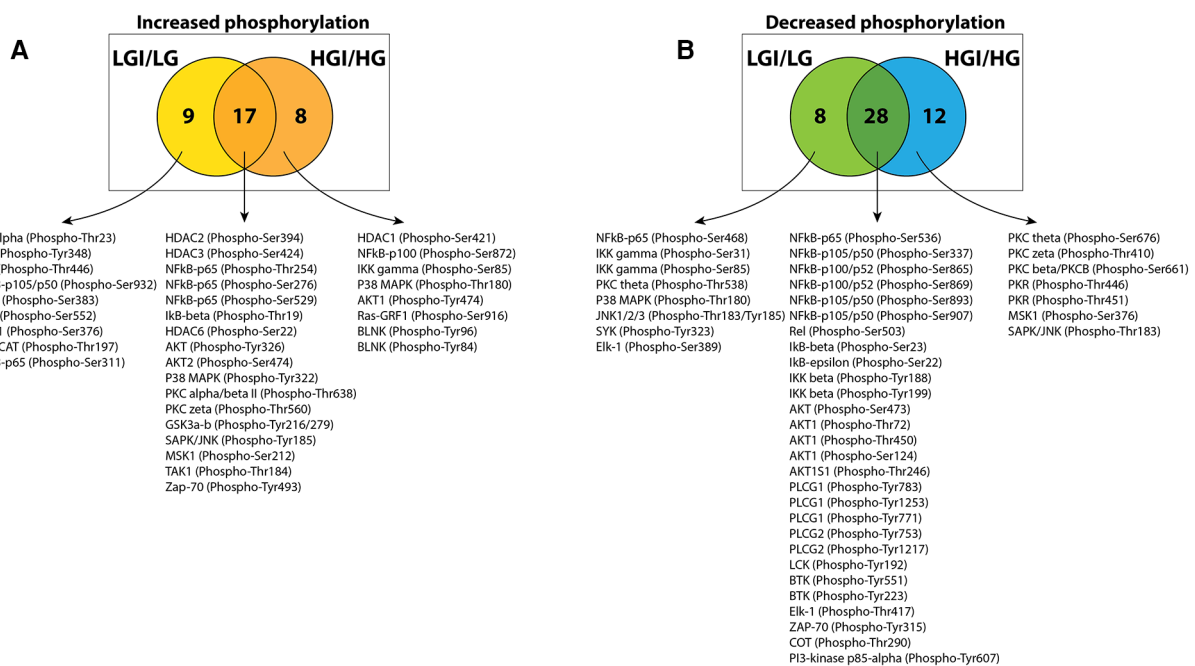 Increased phosphorylation
A
LGI/LG
HGI/HG
9
17
8
lpha (Phospho-Thr23)
(Phospho-Tyr348)
(Phospho-Thr446)
-p105/p50 (Phospho-Ser932)
(Phospho-Ser383)
(Phospho-Ser552)
(Phospho-Ser376)
CAT (Phospho-Thr197)
-p65 (Phospho-Ser311)
HDAC2 (Phospho-Ser394)
HDAC3 (Phospho-Ser424)
NFkB-p65 (Phospho-Thr254)
NFkB-p65 (Phospho-Ser276)
NFkB-p65 (Phospho-Ser529)
IkB-beta (Phospho-Thr19)
HDAC6 (Phospho-Ser22)
AKT (Phospho-Tyr326)
AKT2 (Phospho-Ser474)
P38 MAPK (Phospho-Tyr322)
PKC alpha/beta II (Phospho-Thr638)
PKC zeta (Phospho-Thr560)
GSK3a-b (Phospho-Tyr216/279)
SAPK/JNK (Phospho-Tyr185)
MSK1 (Phospho-Ser212)
TAK1 (Phospho-Thr184)
Zap-70 (Phospho-Tyr493)
HDAC1 (Phospho-Ser421)
NFkB-p100 (Phospho-Ser872)
IKK gamma (Phospho-Ser85)
P38 MAPK (Phospho-Thr180)
AKT1 (Phospho-Tyr474)
Ras-GRF1 (Phospho-Ser916)
BLNK (Phospho-Tyr96)
BLNK (Phospho-Tyr84)
Decreased phosphorylation
B
LGI/LG
HGI/HG
8
28
12
NFkB-p65 (Phospho-Ser468)
IKK gamma (Phospho-Ser31)
IKK gamma (Phospho-Ser85)
PKC theta (Phospho-Thr538)
P38 MAPK (Phospho-Thr180)
JNK1/2/3 (Phospho-Thr183/Tyr185)
SYK (Phospho-Tyr323)
Elk-1 (Phospho-Ser389)
NFkB-p65 (Phospho-Ser536)
NFkB-p105/p50 (Phospho-Ser337)
NFkB-p100/p52 (Phospho-Ser865)
NFkB-p100/p52 (Phospho-Ser869)
NFkB-p105/p50 (Phospho-Ser893)
NFkB-p105/p50 (Phospho-Ser907)
Rel (Phospho-Ser503)
IkB-beta (Phospho-Ser23)
IkB-epsilon (Phospho-Ser22)
IKK beta (Phospho-Tyr188)
IKK beta (Phospho-Tyr199)
AKT (Phospho-Ser473)
AKT1 (Phospho-Thr72)
AKT1 (Phospho-Thr450)
AKT1 (Phospho-Ser124)
AKT1S1 (Phospho-Thr246)
PLCG1 (Phospho-Tyr783)
PLCG1 (Phospho-Tyr1253)
PLCG1 (Phospho-Tyr771)
PLCG2 (Phospho-Tyr753)
PLCG2 (Phospho-Tyr1217)
LCK (Phospho-Tyr192)
BTK (Phospho-Tyr551)
BTK (Phospho-Tyr223)
Elk-1 (Phospho-Thr417)
ZAP-70 (Phospho-Tyr315)
COT (Phospho-Thr290)
PI3-kinase p85-alpha (Phospho-Tyr607)
PKC theta (Phospho-Ser676)
PKC zeta (Phospho-Thr410)
PKC beta/PKCB (Phospho-Ser661)
PKR (Phospho-Thr446)
PKR (Phospho-Thr451)
MSK1 (Phospho-Ser376)
SAPK/JNK (Phospho-Thr183)